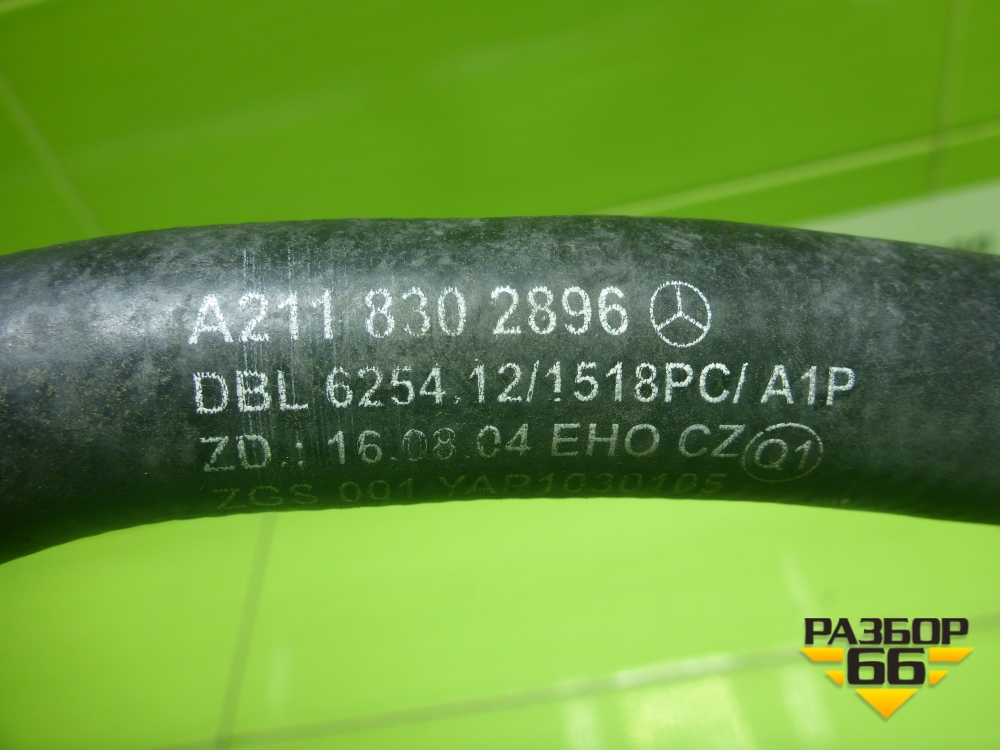 A211 830 2896
DBL 6254.12/1518PC/ A1P
ZD.: 16.08.04 EHO CZ Q1
ZGS 001 YAP1030105
РАЗБОР
66